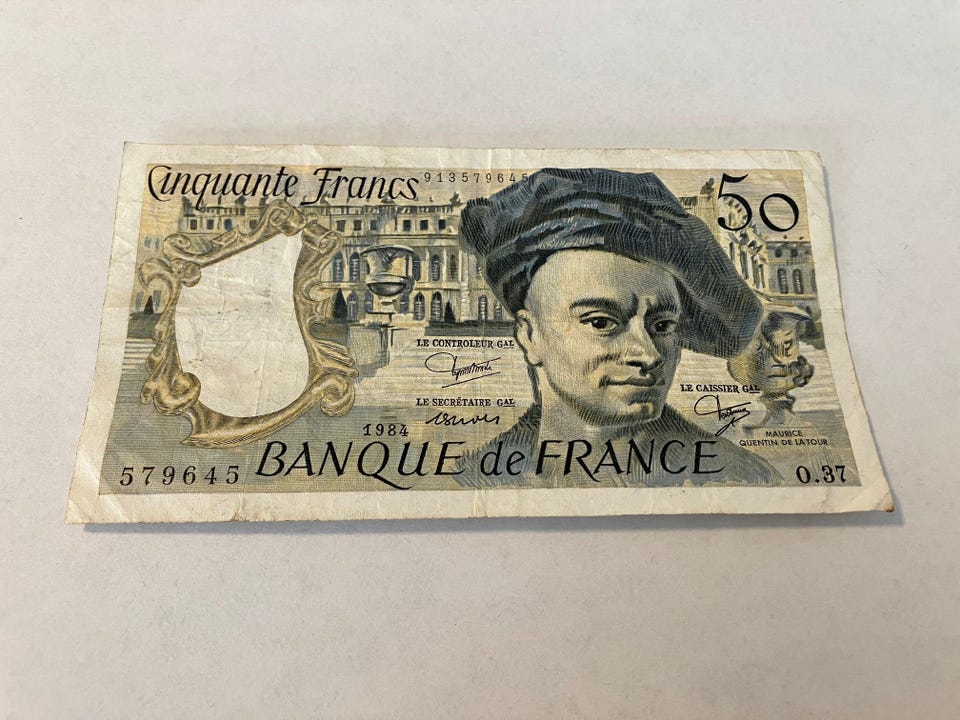 Cinquante Francs 913579645 50
LE CONTROLEUR GAL
LE SECRÉTAIRE GAL
LE CAISSIER GAL
1984
MAURICE
QUENTIN DE LA TOUR
579645 BANQUE de FRANCE O.37